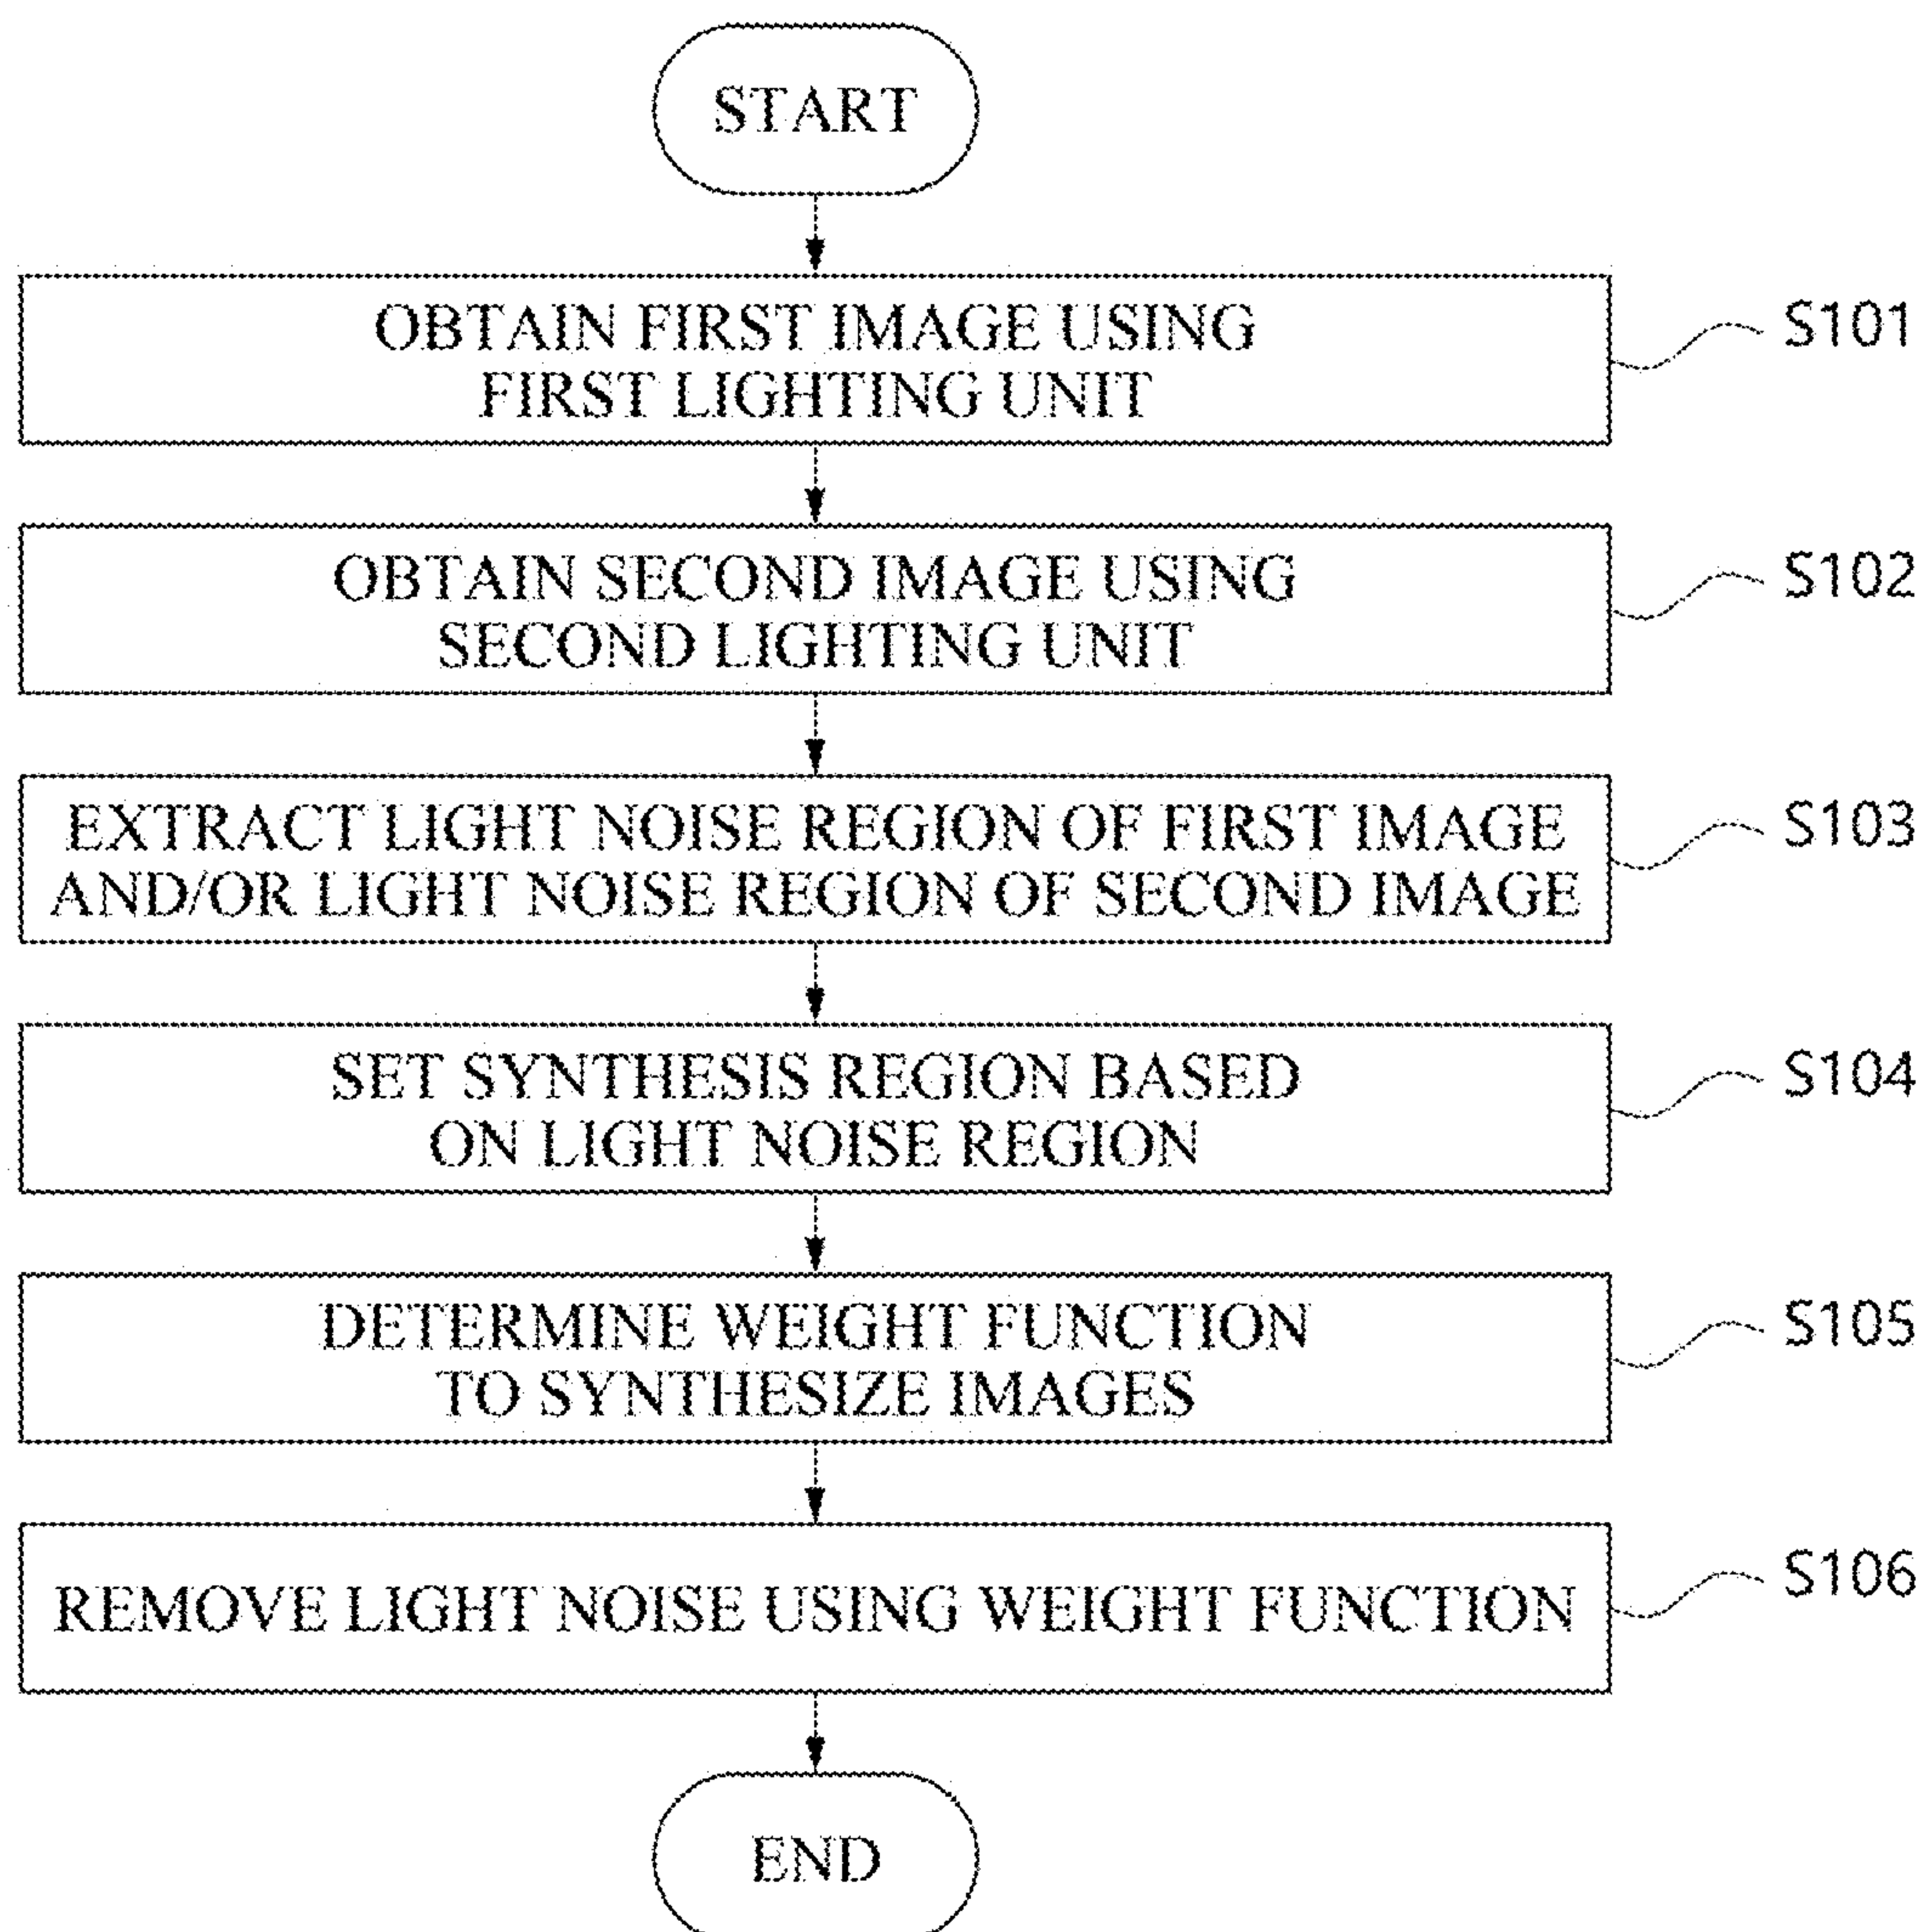 START
OBTAIN FIRST IMAGE USING
FIRST LIGHTING UNIT
S101
OBTAIN SECOND IMAGE USING
SECOND LIGHTING UNIT
S102
EXTRACT LIGHT NOISE REGION OF FIRST IMAGE
AND/OR LIGHT NOISE REGION OF SECOND IMAGE
S103
SET SYNTHESIS REGION BASED
ON LIGHT NOISE REGION
S104
DETERMINE WEIGHT FUNCTION
TO SYNTHESIZE IMAGES
S105
REMOVE LIGHT NOISE USING WEIGHT FUNCTION
S106
END